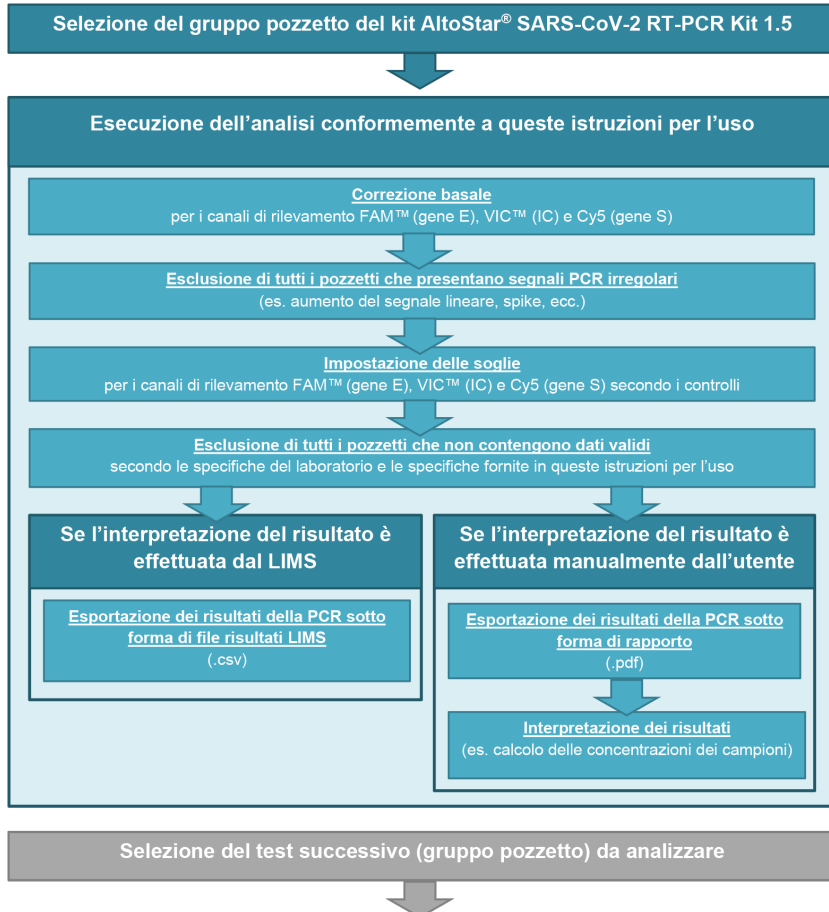 Selezione del gruppo pozzetto del kit AltoStar® SARS-CoV-2 RT-PCR Kit 1.5
Esecuzione dell'analisi conformemente a queste istruzioni per l'uso
Correzione basale
per i canali di rilevamento FAM™ (gene E), VIC™ (IC) e Cy5 (gene S)
Esclusione di tutti i pozzetti che presentano segnali PCR irregolari
(es. aumento del segnale lineare, spike, ecc.)
Impostazione delle soglie
per i canali di rilevamento FAM™ (gene E), VIC™ (IC) e Cy5 (gene S) secondo i controlli
Esclusione di tutti i pozzetti che non contengono dati validi
secondo le specifiche del laboratorio e le specifiche fornite in queste istruzioni per l'uso
Se l'interpretazione del risultato è
effettuata dal LIMS
Esportazione dei risultati della PCR sotto
forma di file risultati LIMS
(.csv)
Se l'interpretazione del risultato è
effettuata manualmente dall'utente
Esportazione dei risultati della PCR sotto
forma di rapporto
(.pdf)
Interpretazione dei risultati
(es. calcolo delle concentrazioni dei campioni)
Selezione del test successivo (gruppo pozzetto) da analizzare